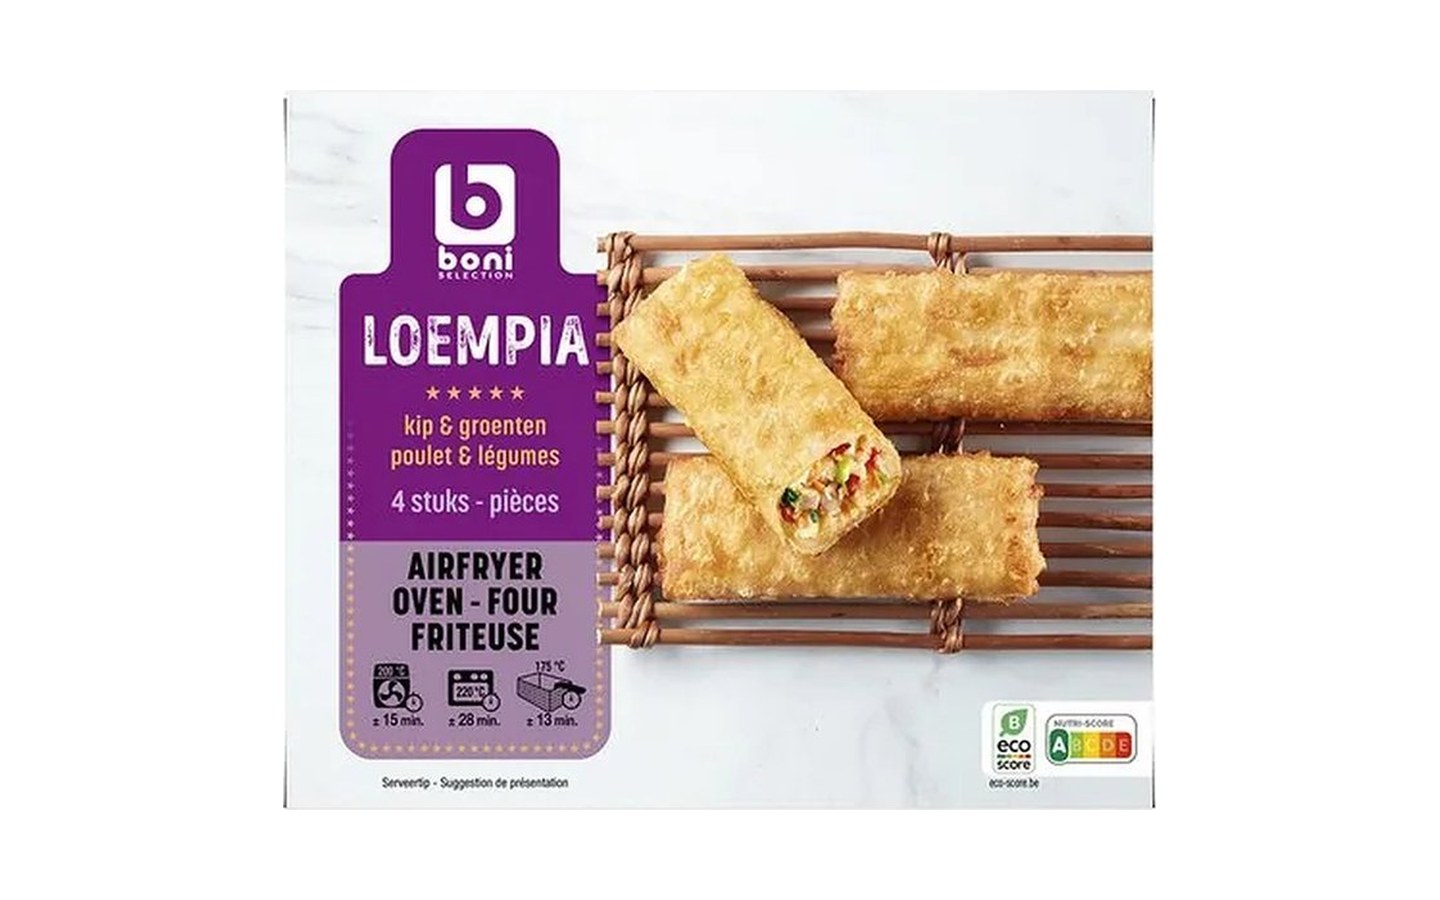 b
boni
SELECTION
LOEMPIA
kip & groenten
poulet & légumes
4 stuks - pièces
AIRFRYER
OVEN - FOUR
FRITEUSE
200 °C
± 15 min.
220 °C
± 28 min.
175 °C
± 13 min.
Serveertip - Suggestion de présentation
B
eco
score
eco-score.be
NUTRI-SCORE
A B C D E